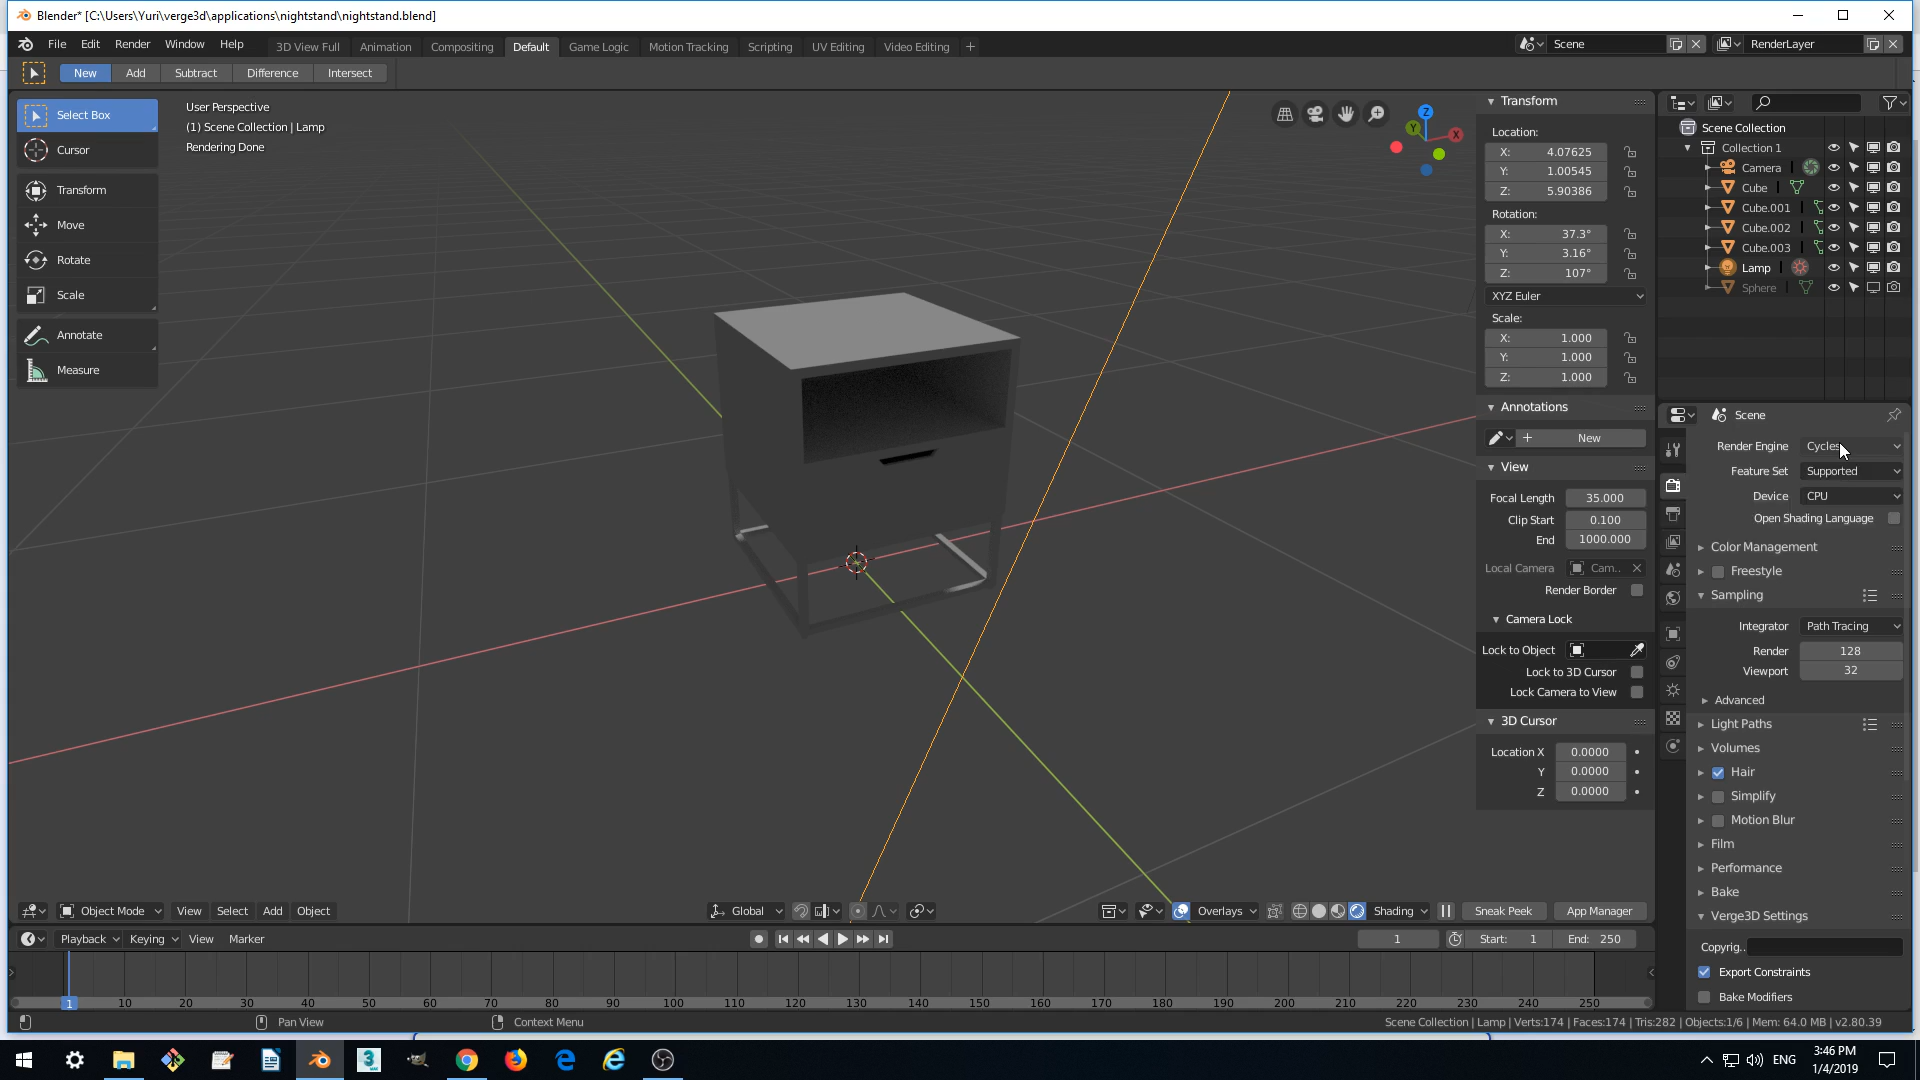 Blender* [C:\Users\Yuri\verge3d\applications\nightstand\nightstand.blend]
File Edit Render Window Help 3D View Full Animation Compositing Default Game Logic Motion Tracking Scripting UV Editing Video Editing + Scene RenderLayer
New Add Subtract Difference Intersect
Select Box
Cursor
Transform
Move
Rotate
Scale
Annotate
Measure
User Perspective
(1) Scene Collection | Lamp
Rendering Done
Z
Y
X
Transform
Location:
X: 4.07625
Y: 1.00545
Z: 5.90386
Rotation:
X: 37.3°
Y: 3.16°
Z: 107°
XYZ Euler
Scale:
X: 1.000
Y: 1.000
Z: 1.000
Annotations
+ New
View
Focal Length 35.000
Clip Start 0.100
End 1000.000
Local Camera Cam..
Render Border
Camera Lock
Lock to Object
Lock to 3D Cursor
Lock Camera to View
3D Cursor
Location X 0.0000
Y 0.0000
Z 0.0000
Scene Collection
Collection 1
Camera
Cube
Cube.001
Cube.002
Cube.003
Lamp
Sphere
Scene
Render Engine Cycles
Feature Set Supported
Device CPU
Open Shading Language
Color Management
Freestyle
Sampling
Integrator Path Tracing
Render 128
Viewport 32
Advanced
Light Paths
Volumes
Hair
Simplify
Motion Blur
Film
Performance
Bake
Verge3D Settings
Copyrig..
Export Constraints
Bake Modifiers
Object Mode View Select Add Object Global Overlays Shading Sneak Peek App Manager
Playback Keying View Marker 1 Start: 1 End: 250
1 10 20 30 40 50 60 70 80 90 100 110 120 130 140 150 160 170 180 190 200 210 220 230 240 250
Pan View Context Menu Scene Collection | Lamp | Verts:174 | Faces:174 | Tris:282 | Objects:1/6 | Mem: 64.0 MB | v2.80.39
ENG 3:46 PM
1/4/2019